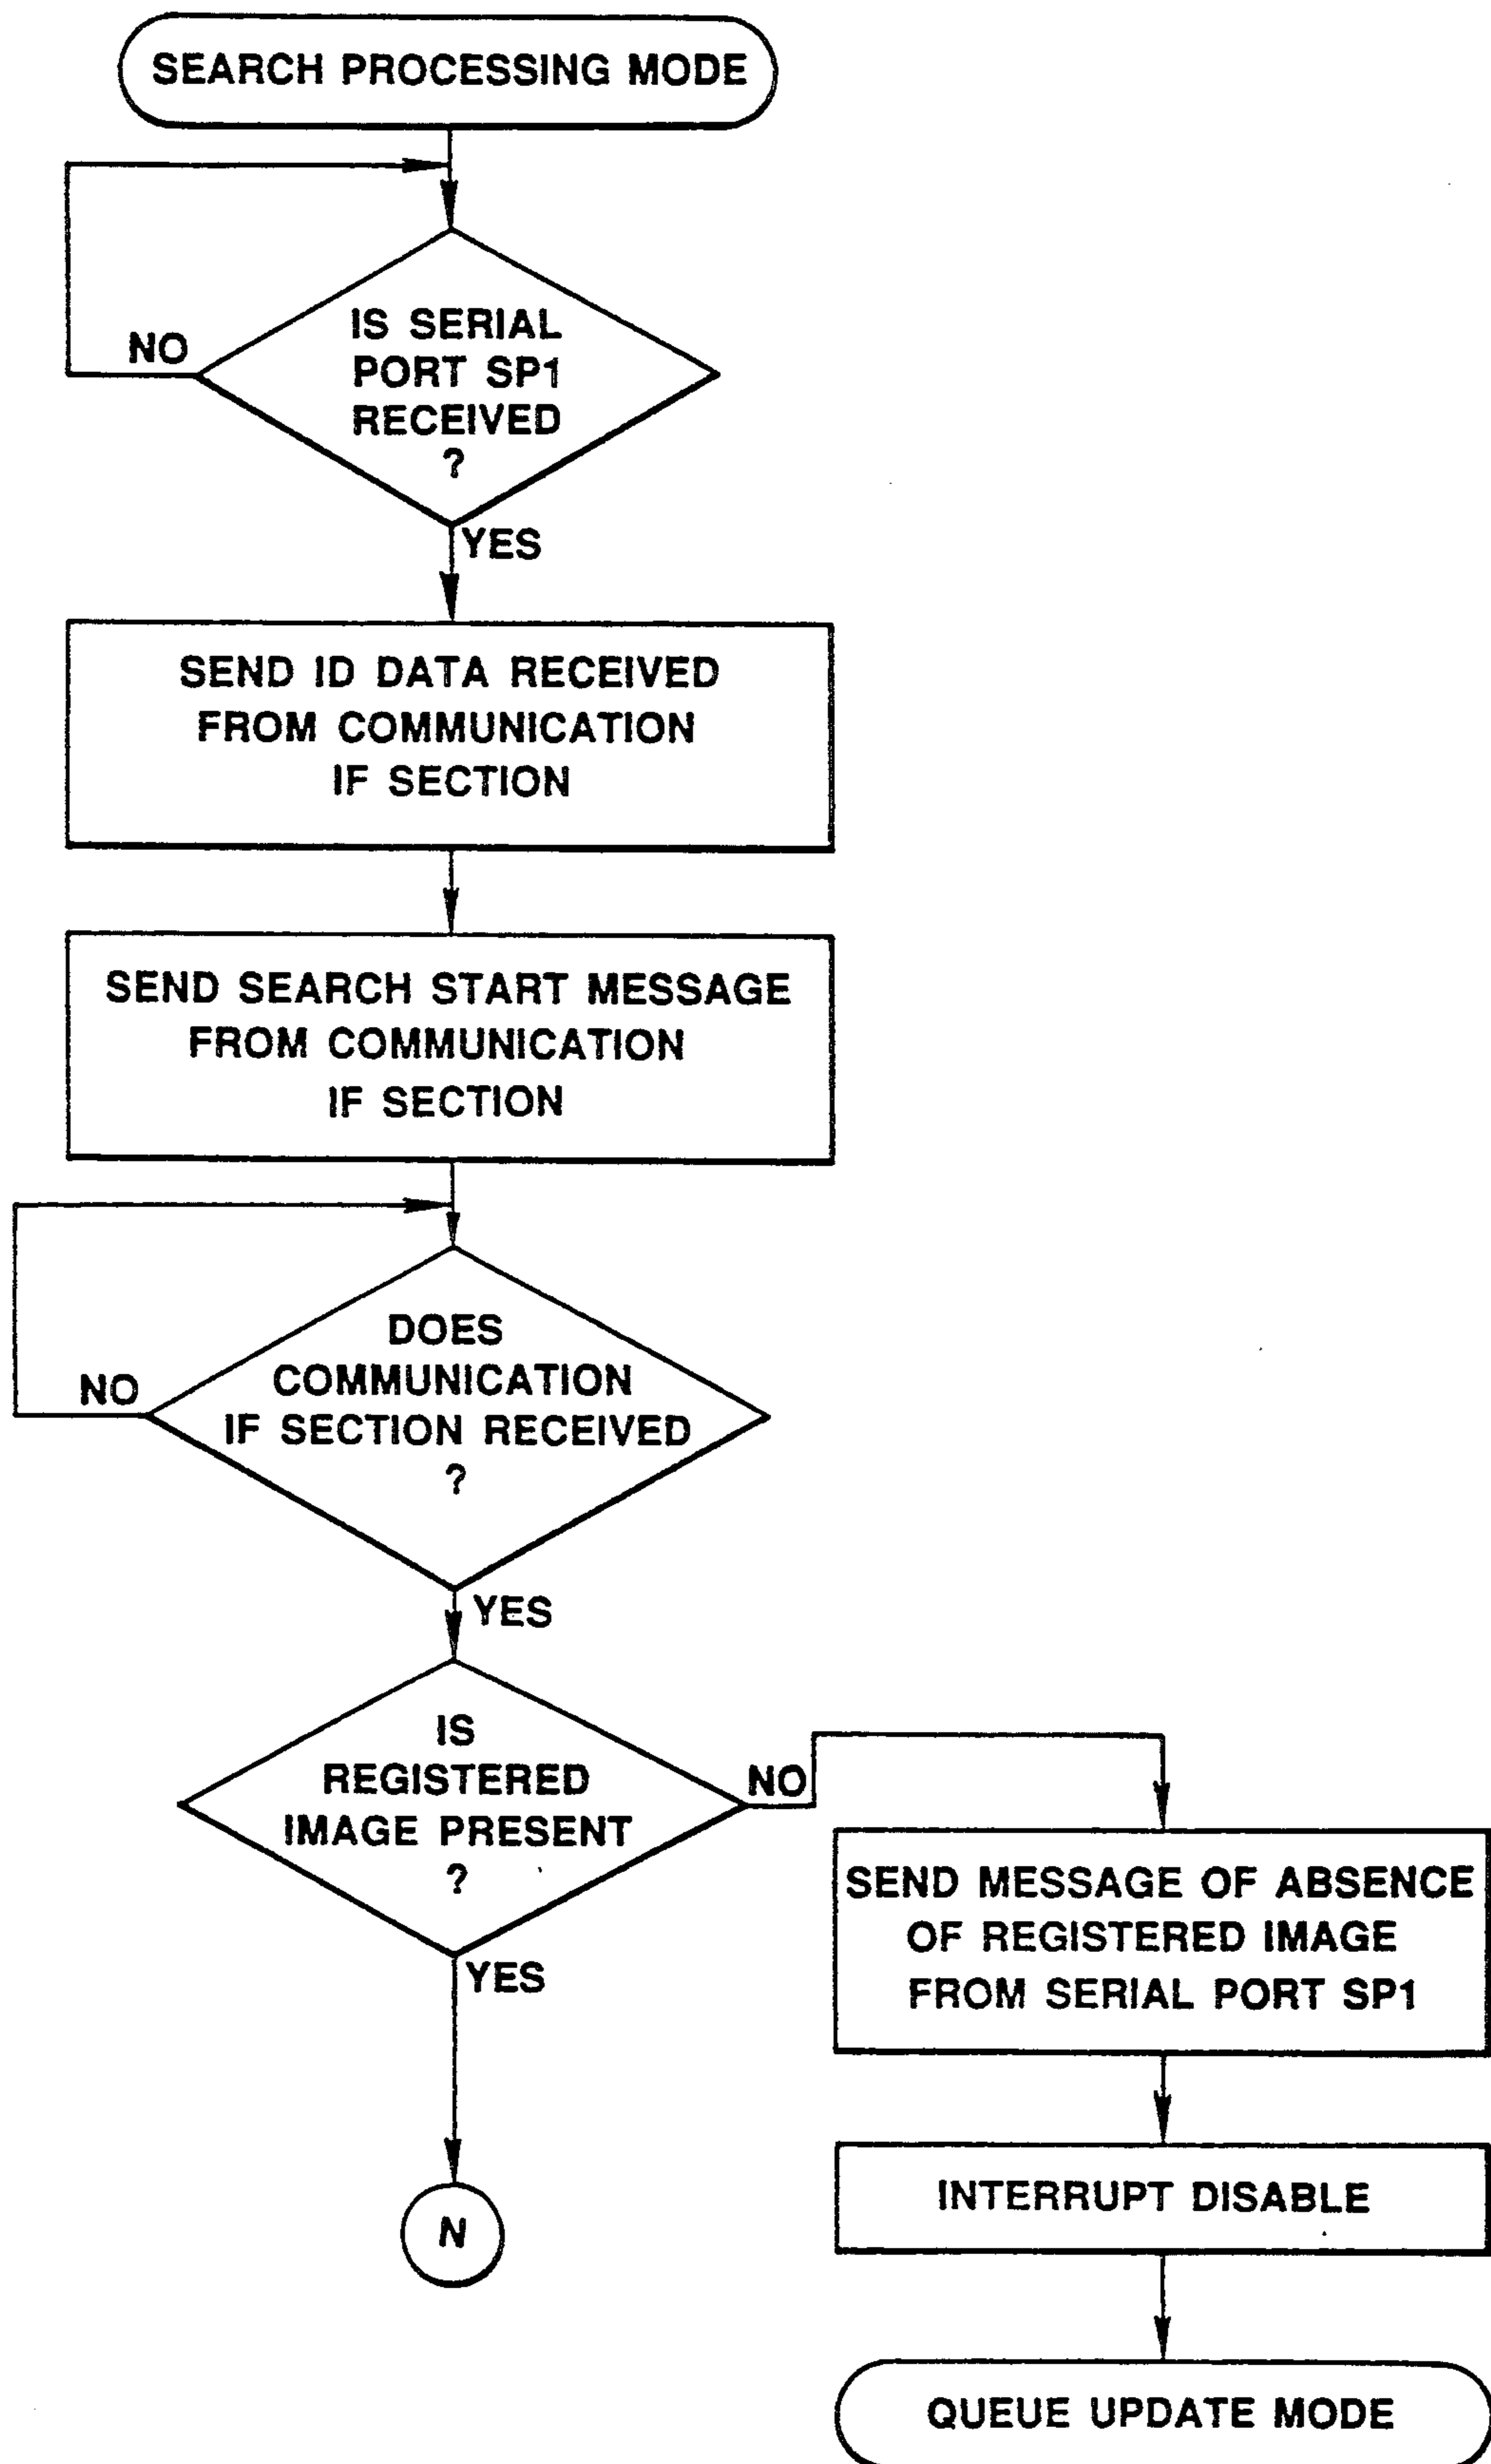 SEARCH PROCESSING MODE
IS SERIAL
PORT SP1
RECEIVED
?
NO
YES
SEND ID DATA RECEIVED
FROM COMMUNICATION
IF SECTION
SEND SEARCH START MESSAGE
FROM COMMUNICATION
IF SECTION
DOES
COMMUNICATION
IF SECTION RECEIVED
?
NO
YES
IS
REGISTERED
IMAGE PRESENT
?
NO
YES
N
SEND MESSAGE OF ABSENCE
OF REGISTERED IMAGE
FROM SERIAL PORT SP1
INTERRUPT DISABLE
QUEUE UPDATE MODE